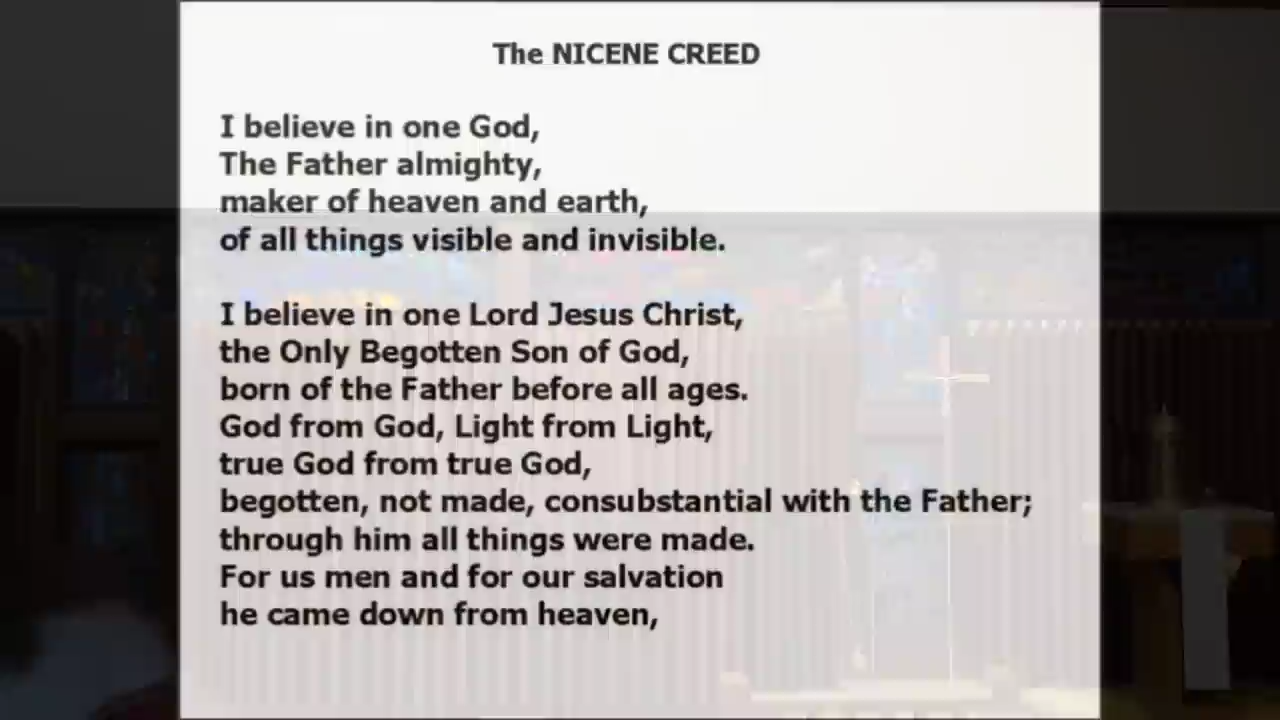 The NICENE CREED
I believe in one God,
The Father almighty,
maker of heaven and earth,
of all things visible and invisible.
I believe in one Lord Jesus Christ,
the Only Begotten Son of God,
born of the Father before all ages.
God from God, Light from Light,
true God from true God,
begotten, not made, consubstantial with the Father;
through him all things were made.
For us men and for our salvation
he came down from heaven,